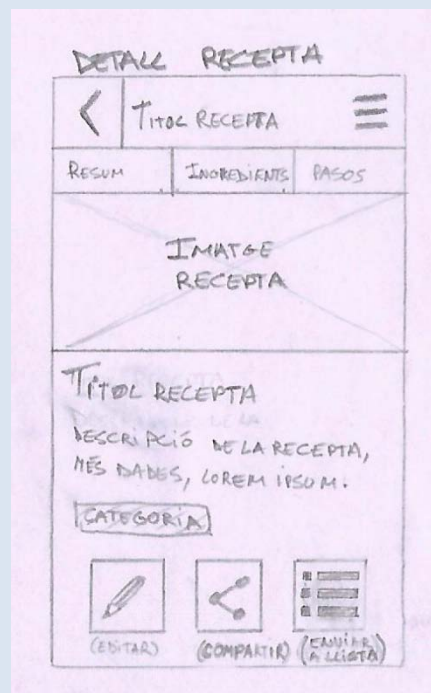 DETALL RECEPTA
TITOL RECEPTA
RESUM INGREDIENTS PASOS
IMATGE
RECEPTA
TÍTOL RECEPTA
DESCRIPCIÓ DE LA RECEPTA,
MÉS DADES, LOREM IPSUM.
CATEGORIA
(EDITAR) (COMPARTIR) (ENVIAR
A LLISTA)